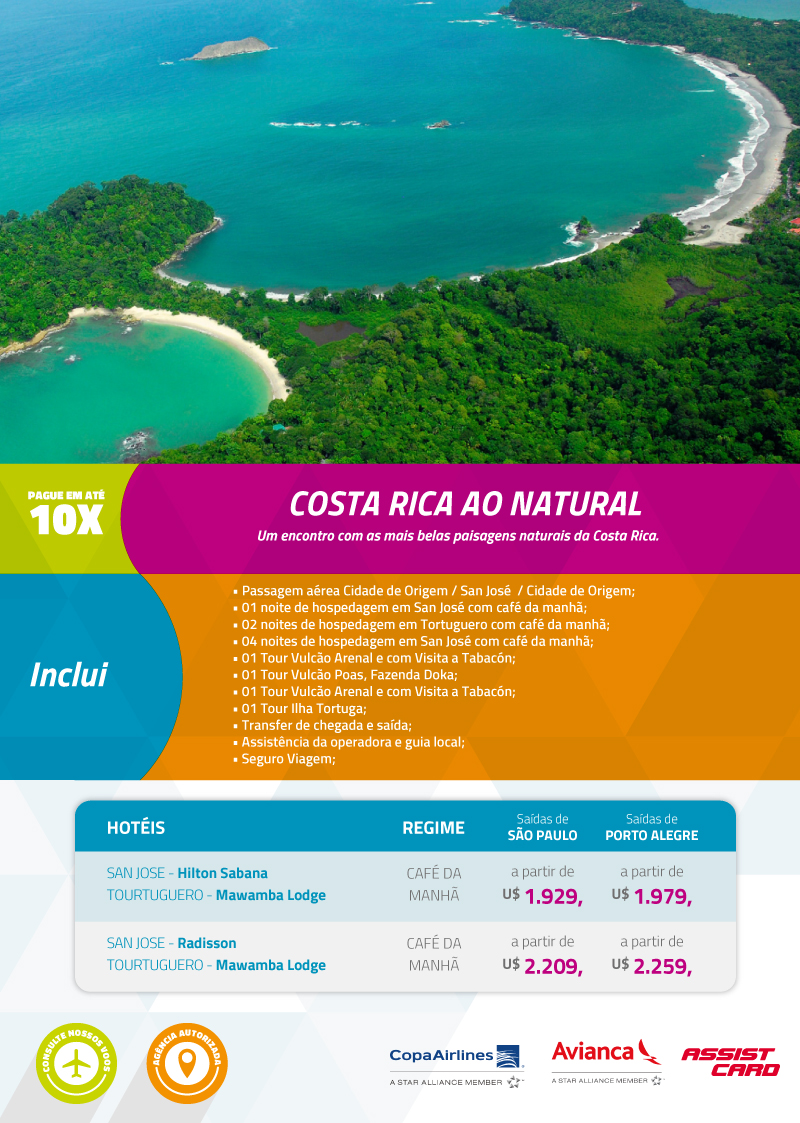 PAGUE EM ATÉ
10X
COSTA RICA AO NATURAL
Um encontro com as mais belas paisagens naturais da Costa Rica.
Inclui
▪ Passagem aérea Cidade de Origem / San José / Cidade de Origem;
▪ 01 noite de hospedagem em San José com café da manhã;
▪ 02 noites de hospedagem em Tortuguero com café da manhã;
▪ 04 noites de hospedagem em San José com café da manhã;
▪ 01 Tour Vulcão Arenal e com Visita a Tabacón;
▪ 01 Tour Vulcão Poas, Fazenda Doka;
▪ 01 Tour Vulcão Arenal e com Visita a Tabacón;
▪ 01 Tour Ilha Tortuga;
▪ Transfer de chegada e saída;
▪ Assistência da operadora e guia local;
▪ Seguro Viagem;
HOTÉIS
REGIME
Saídas de
SÃO PAULO
Saídas de
PORTO ALEGRE
SAN JOSE - Hilton Sabana
TOURTUGUERO - Mawamba Lodge
CAFÉ DA
MANHÃ
a partir de
U$ 1.929,
a partir de
U$ 1.979,
SAN JOSE - Radisson
TOURTUGUERO - Mawamba Lodge
CAFÉ DA
MANHÃ
a partir de
U$ 2.209,
a partir de
U$ 2.259,
CONSULTE NOSSOS VOOS
AGÊNCIA AUTORIZADA
CopaAirlines
A STAR ALLIANCE MEMBER
Avianca
A STAR ALLIANCE MEMBER
ASSIST
CARD